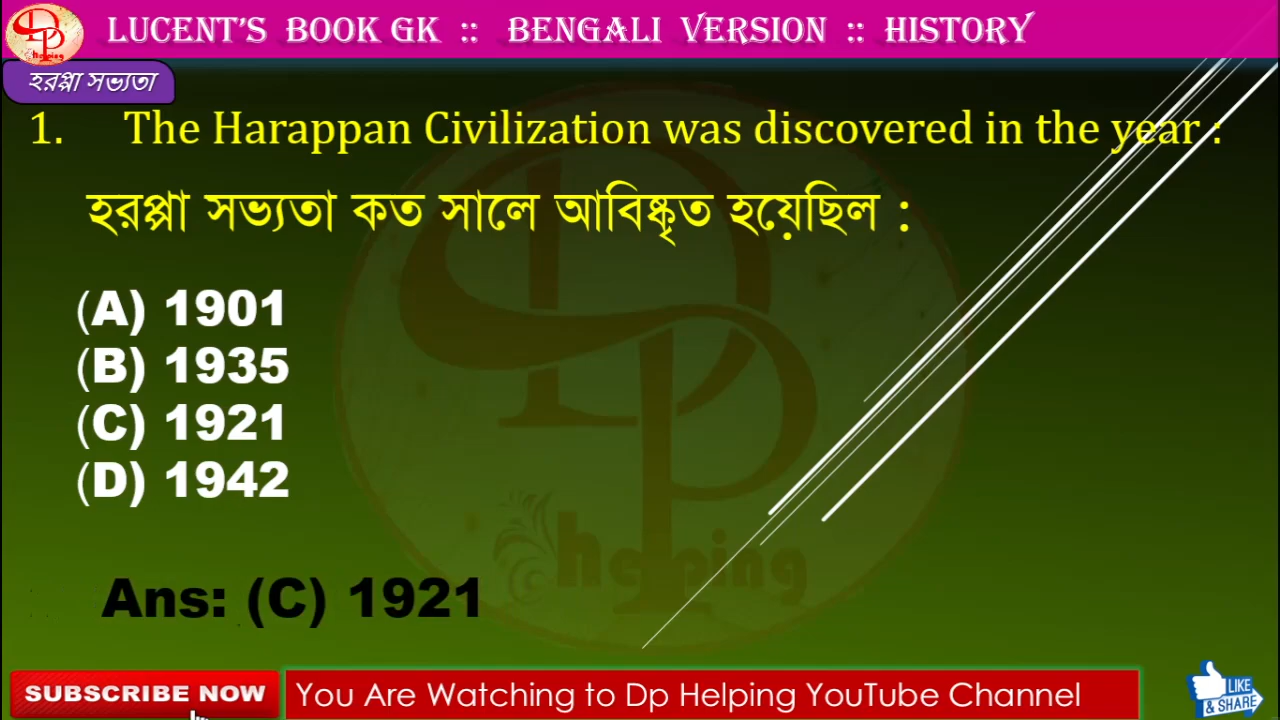 LUCENT'S BOOK GK :: BENGALI VERSION :: HISTORY
হরপ্পা সভ্যতা
1. The Harappan Civilization was discovered in the year :
হরপ্পা সভ্যতা কত সালে আবিষ্কৃত হয়েছিল :
(A) 1901
(B) 1935
(C) 1921
(D) 1942
Ans: (C) 1921
DP
helping
SUBSCRIBE NOW
You Are Watching to Dp Helping YouTube Channel
LIKE
& SHARE